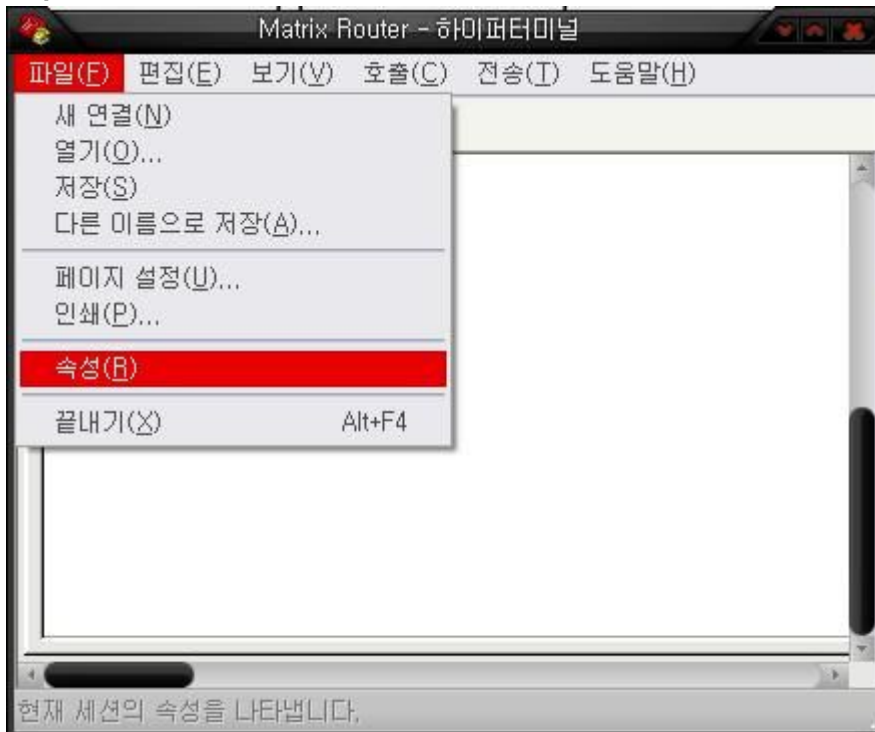 Matrix Router - 하이퍼터미널
파일(F) 편집(E) 보기(V) 호출(C) 전송(T) 도움말(H)
새 연결(N)
열기(O)...
저장(S)
다른 이름으로 저장(A)...
페이지 설정(U)...
인쇄(P)...
속성(R)
끝내기(X) Alt+F4
현재 세션의 속성을 나타냅니다.